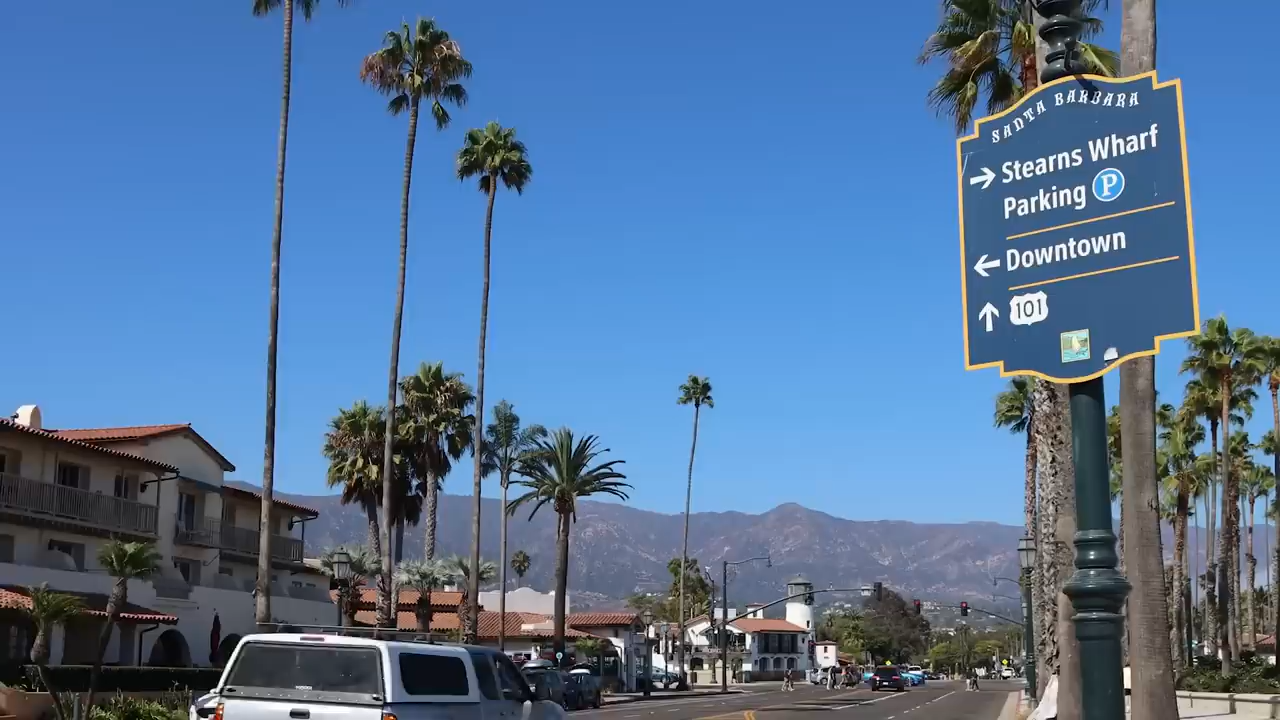 SANTA BARBARA
→ Stearns Wharf
Parking P
← Downtown
↑ 101